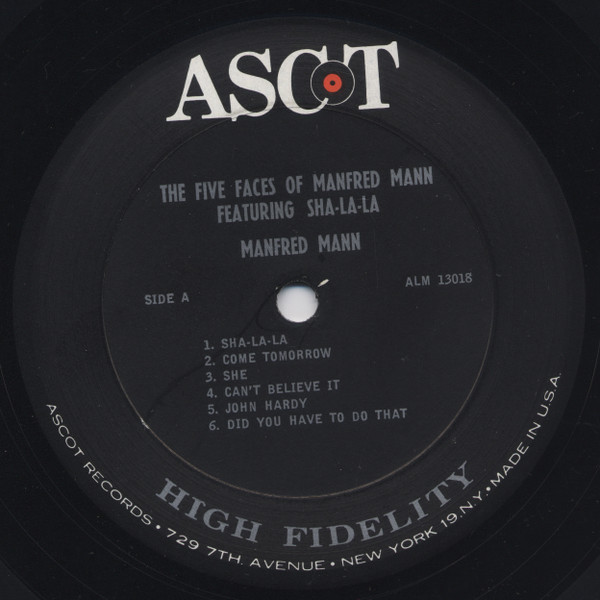 ASCOT
THE FIVE FACES OF MANFRED MANN
FEATURING SHA-LA-LA
MANFRED MANN
SIDE A
ALM 13018
1. SHA-LA-LA
2. COME TOMORROW
3. SHE
4. CAN'T BELIEVE IT
5. JOHN HARDY
6. DID YOU HAVE TO DO THAT
HIGH FIDELITY
ASCOT RECORDS • 729 7TH. AVENUE • NEW YORK 19.N.Y. • MADE IN U.S.A.